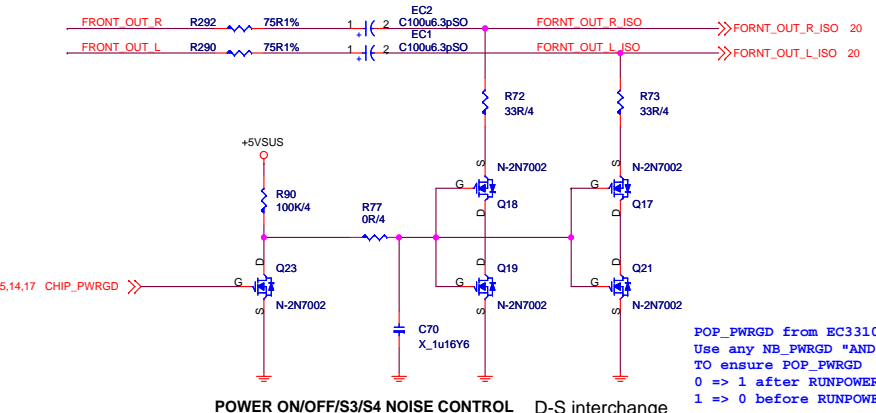 EC2
FRONT_OUT_R R292 75R1% 1 + 2 C100u6.3pSO FORNT_OUT_R_ISO FORNT_OUT_R_ISO 20
EC1
FRONT_OUT_L R290 75R1% 1 + 2 C100u6.3pSO FORNT_OUT_L_ISO FORNT_OUT_L_ISO 20
R72 R73
33R/4 33R/4
+5VSUS
S N-2N7002 S N-2N7002
R90
100K/4
R77
0R/4
G G
D Q18 D Q17
D Q23 D Q19 D Q21
5,14,17 CHIP_PWRGD G G G
S N-2N7002 S N-2N7002 S N-2N7002
C70
X_1u16Y6
POP_PWRGD from EC3310
Use any NB_PWRGD "AND
TO ensure POP_PWRGD
0 => 1 after RUNPOWER
1 => 0 before RUNPOWE
POWER ON/OFF/S3/S4 NOISE CONTROL D-S interchange